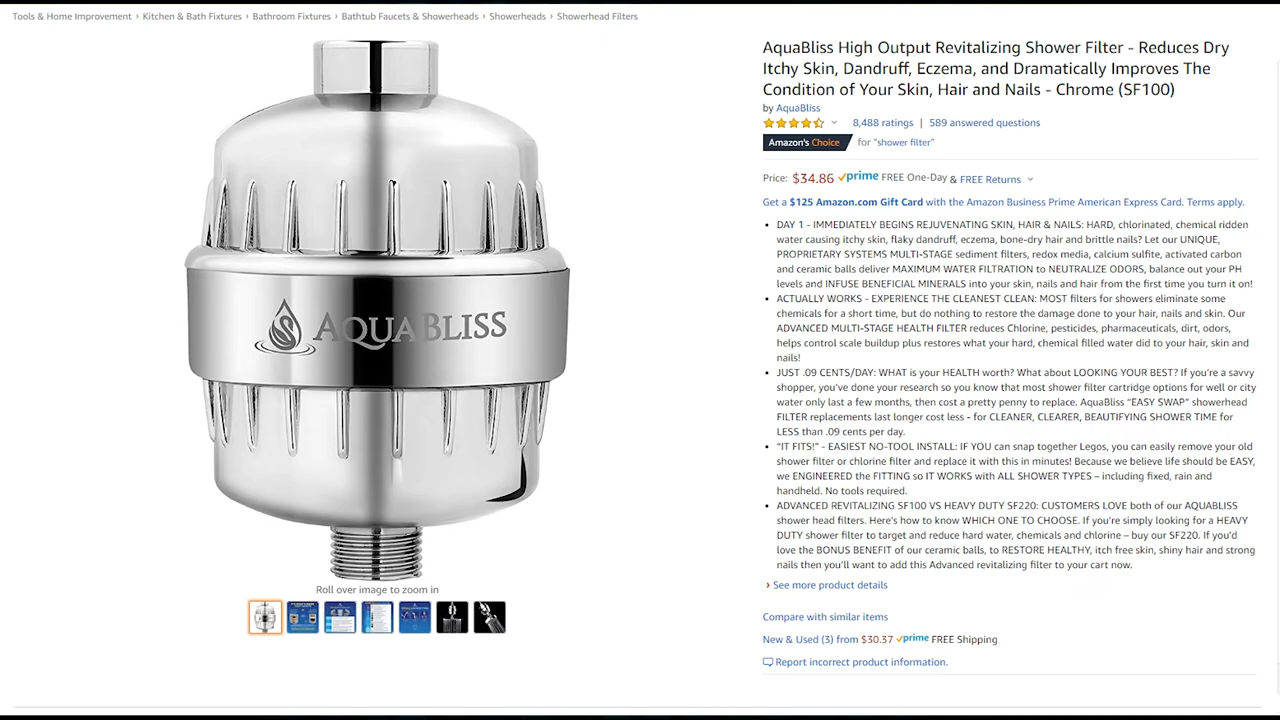 Tools & Home Improvement › Kitchen & Bath Fixtures › Bathroom Fixtures › Bathtub Faucets & Showerheads › Showerheads › Showerhead Filters
AquaBliss High Output Revitalizing Shower Filter - Reduces Dry
Itchy Skin, Dandruff, Eczema, and Dramatically Improves The
Condition of Your Skin, Hair and Nails - Chrome (SF100)
by AquaBliss
8,488 ratings | 589 answered questions
Amazon's Choice for "shower filter"
Price: $34.86 prime FREE One-Day & FREE Returns
Get a $125 Amazon.com Gift Card with the Amazon Business Prime American Express Card. Terms apply.
• DAY 1 - IMMEDIATELY BEGINS REJUVENATING SKIN, HAIR & NAILS: HARD, chlorinated, chemical ridden
water causing itchy skin, flaky dandruff, eczema, bone-dry hair and brittle nails? Let our UNIQUE,
PROPRIETARY SYSTEMS MULTI-STAGE sediment filters, redox media, calcium sulfite, activated carbon
and ceramic balls deliver MAXIMUM WATER FILTRATION to NEUTRALIZE ODORS, balance out your PH
levels and INFUSE BENEFICIAL MINERALS into your skin, nails and hair from the first time you turn it on!
• ACTUALLY WORKS - EXPERIENCE THE CLEANEST CLEAN: MOST filters for showers eliminate some
chemicals for a short time, but do nothing to restore the damage done to your hair, nails and skin. Our
ADVANCED MULTI-STAGE HEALTH FILTER reduces Chlorine, pesticides, pharmaceuticals, dirt, odors,
helps control scale buildup plus restores what your hard, chemical filled water did to your hair, skin and
nails!
• JUST .09 CENTS/DAY: WHAT is your HEALTH worth? What about LOOKING YOUR BEST? If you're a savvy
shopper, you've done your research so you know that most shower filter cartridge options for well or city
water only last a few months, then cost a pretty penny to replace. AquaBliss “EASY SWAP” showerhead
FILTER replacements last longer cost less - for CLEANER, CLEARER, BEAUTIFYING SHOWER TIME for
LESS than .09 cents per day.
• “IT FITS!” - EASIEST NO-TOOL INSTALL: IF YOU can snap together Legos, you can easily remove your old
shower filter or chlorine filter and replace it with this in minutes! Because we believe life should be EASY,
we ENGINEERED the FITTING so IT WORKS with ALL SHOWER TYPES – including fixed, rain and
handheld. No tools required.
• ADVANCED REVITALIZING SF100 VS HEAVY DUTY SF220: CUSTOMERS LOVE both of our AQUABLISS
shower head filters. Here's how to know WHICH ONE TO CHOOSE. If you're simply looking for a HEAVY
DUTY shower filter to target and reduce hard water, chemicals and chlorine – buy our SF220. If you'd
love the BONUS BENEFIT of our ceramic balls, to RESTORE HEALTHY, itch free skin, shiny hair and strong
nails then you'll want to add this Advanced revitalizing filter to your cart now.
› See more product details
Compare with similar items
New & Used (3) from $30.37 prime FREE Shipping
Report incorrect product information.
AQUABLISS
Roll over image to zoom in